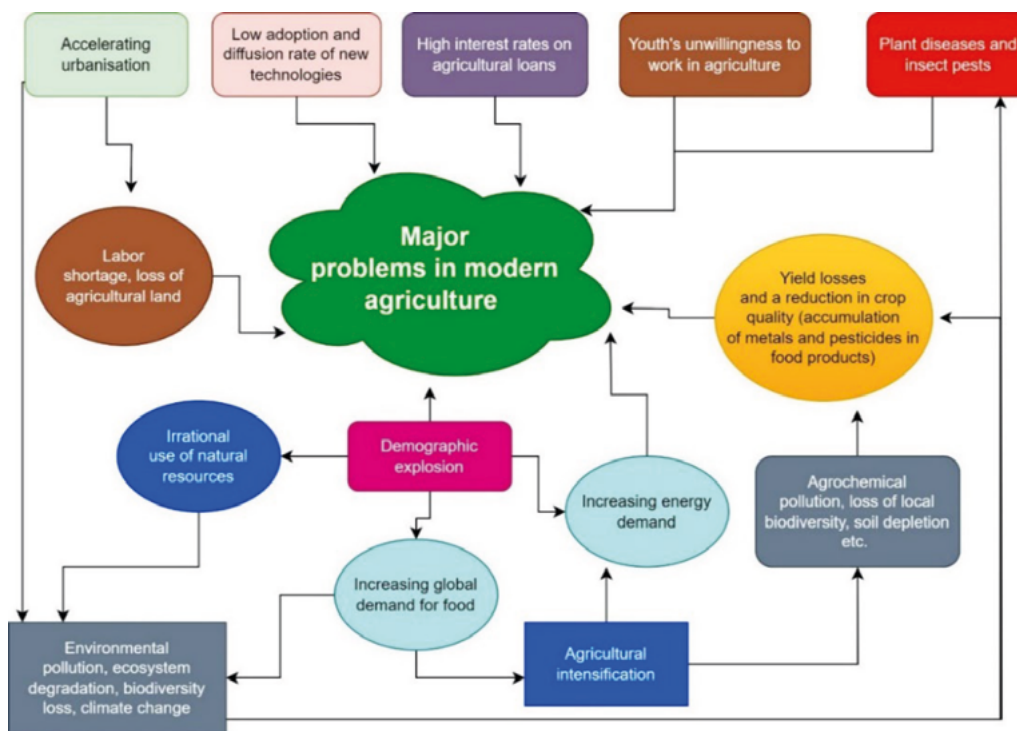 Accelerating
urbanisation
Low adoption and
diffusion rate of new
technologies
High interest rates on
agricultural loans
Youth's unwillingness to
work in agriculture
Plant diseases and
insect pests
Major
problems in modern
agriculture
Labor
shortage, loss of
agricultural land
Yield losses
and a reduction in crop
quality (accumulation
of metals and pesticides in
food products)
Irrational
use of natural
resources
Demographic
explosion
Increasing energy
demand
Agrochemical
pollution, loss of local
biodiversity, soil depletion
etc.
Increasing global
demand for food
Environmental
pollution, ecosystem
degradation, biodiversity
loss, climate change
Agricultural
intensification